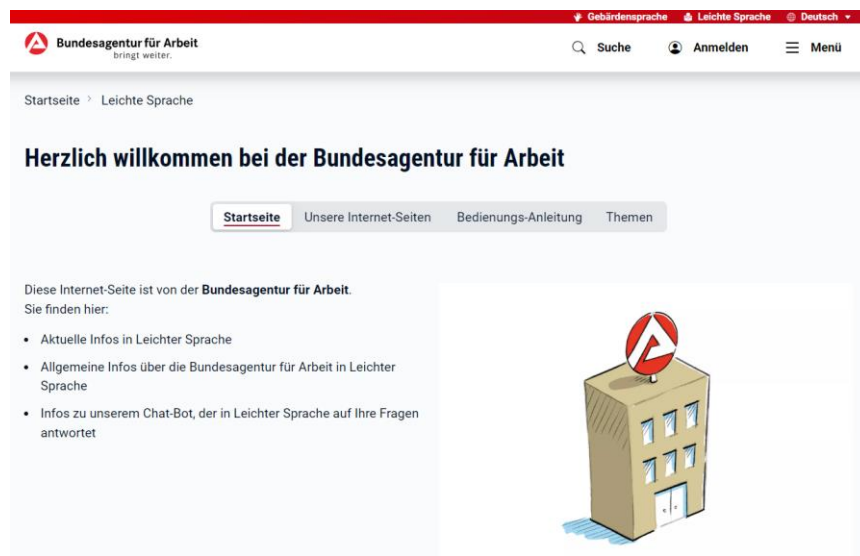 Gebärdensprache Leichte Sprache Deutsch
Bundesagentur für Arbeit
bringt weiter.
Suche Anmelden Menü
Startseite > Leichte Sprache
Herzlich willkommen bei der Bundesagentur für Arbeit
Startseite Unsere Internet-Seiten Bedienungs-Anleitung Themen
Diese Internet-Seite ist von der Bundesagentur für Arbeit.
Sie finden hier:
• Aktuelle Infos in Leichter Sprache
• Allgemeine Infos über die Bundesagentur für Arbeit in Leichter
Sprache
• Infos zu unserem Chat-Bot, der in Leichter Sprache auf Ihre Fragen
antwortet